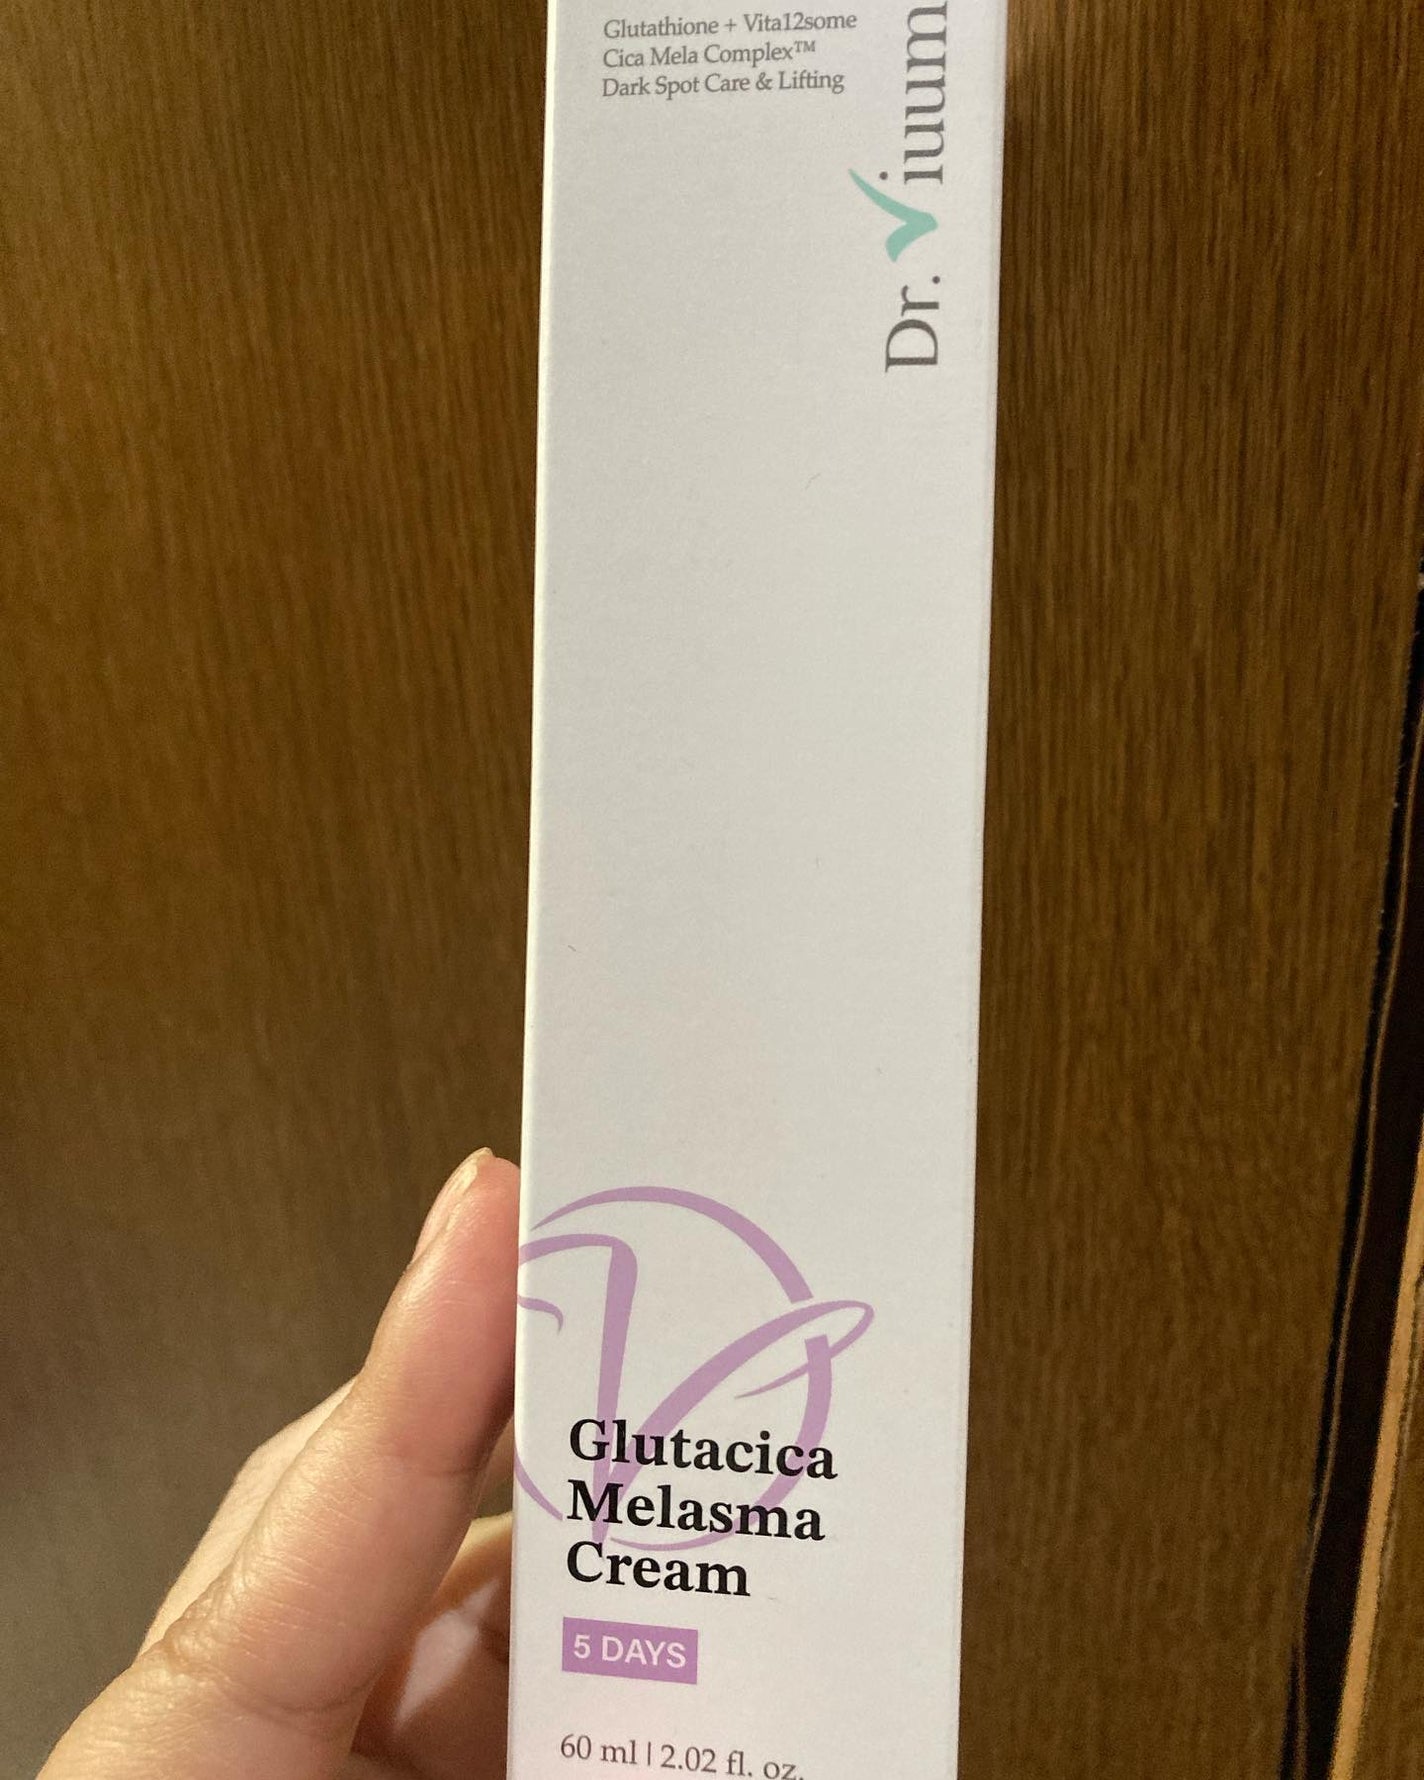 Glutathione + Vita12some
Cica Mela Complex™
Dark Spot Care & Lifting
Dr. Viuum
Glutacica
Melasma
Cream
5 DAYS
60 ml | 2.02 fl. oz.